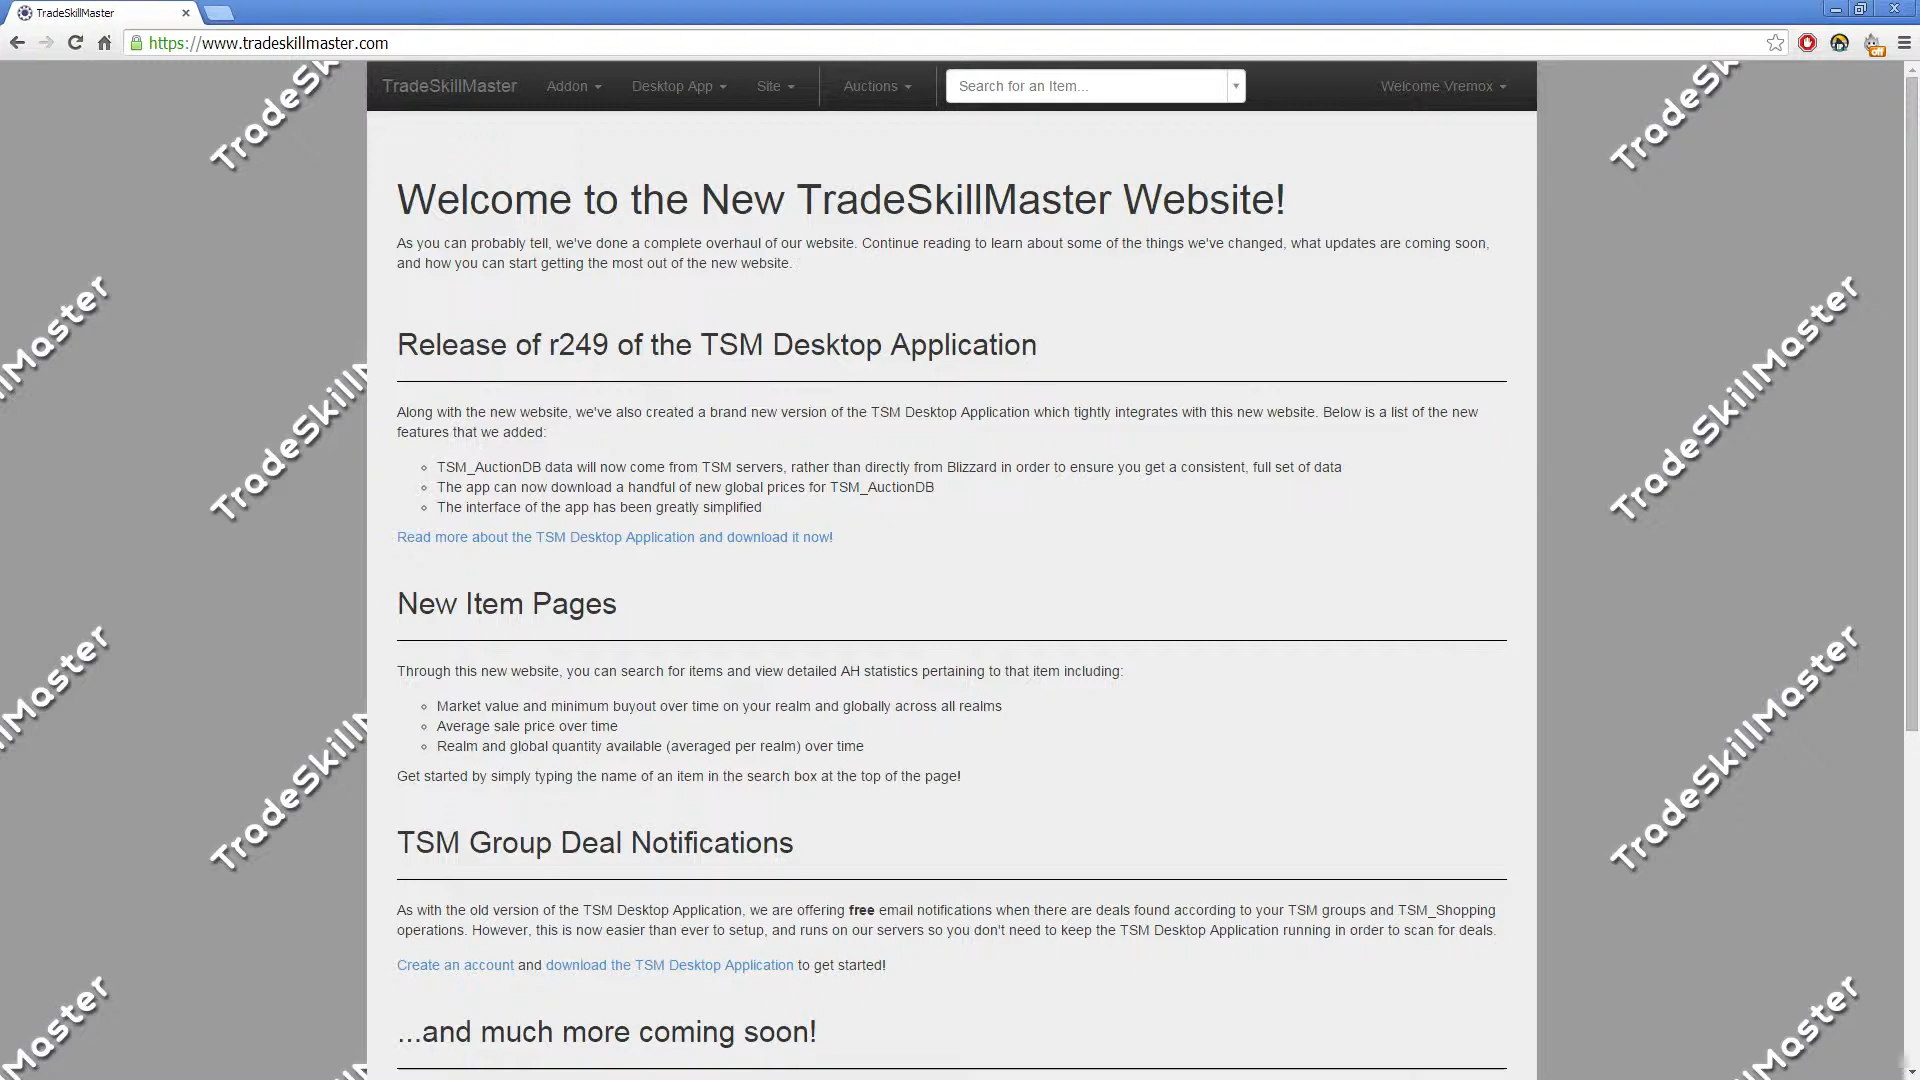 TradeSkillMaster
https://www.tradeskillmaster.com
off
TradeSkillMaster Addon Desktop App Site Auctions Search for an Item... Welcome Vremox
Welcome to the New TradeSkillMaster Website!
As you can probably tell, we've done a complete overhaul of our website. Continue reading to learn about some of the things we've changed, what updates are coming soon,
and how you can start getting the most out of the new website.
Release of r249 of the TSM Desktop Application
Along with the new website, we've also created a brand new version of the TSM Desktop Application which tightly integrates with this new website. Below is a list of the new
features that we added:
TSM_AuctionDB data will now come from TSM servers, rather than directly from Blizzard in order to ensure you get a consistent, full set of data
The app can now download a handful of new global prices for TSM_AuctionDB
The interface of the app has been greatly simplified
Read more about the TSM Desktop Application and download it now!
New Item Pages
Through this new website, you can search for items and view detailed AH statistics pertaining to that item including:
Market value and minimum buyout over time on your realm and globally across all realms
Average sale price over time
Realm and global quantity available (averaged per realm) over time
Get started by simply typing the name of an item in the search box at the top of the page!
TSM Group Deal Notifications
As with the old version of the TSM Desktop Application, we are offering free email notifications when there are deals found according to your TSM groups and TSM_Shopping
operations. However, this is now easier than ever to setup, and runs on our servers so you don't need to keep the TSM Desktop Application running in order to scan for deals.
Create an account and download the TSM Desktop Application to get started!
...and much more coming soon!
TradeSk
TradeSk
illMaster
TradeSkillM
TradeSkillMaster
illMaster
TradeSkillM
TradeSkillMaster
Master
TradeSkillMaster